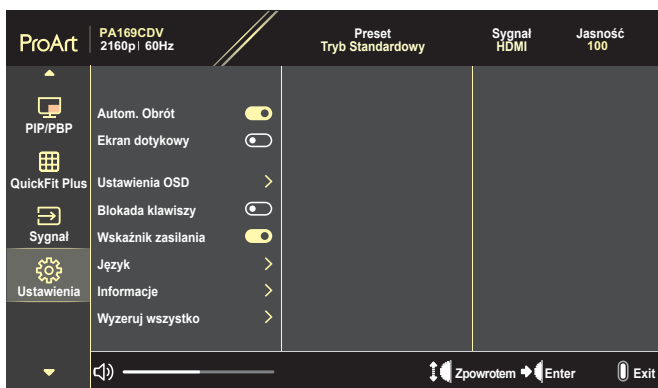 ProArt
PA169CDV
2160p 60Hz
Preset
Tryb Standardowy
Sygnał
HDMI
Jasność
100
PIP/PBP
QuickFit Plus
Sygnał
Ustawienia
Autom. Obrót
Ekran dotykowy
Ustawienia OSD
Blokada klawiszy
Wskaźnik zasilania
Język
Informacje
Wyzeruj wszystko
Zpowrotem
Enter
Exit